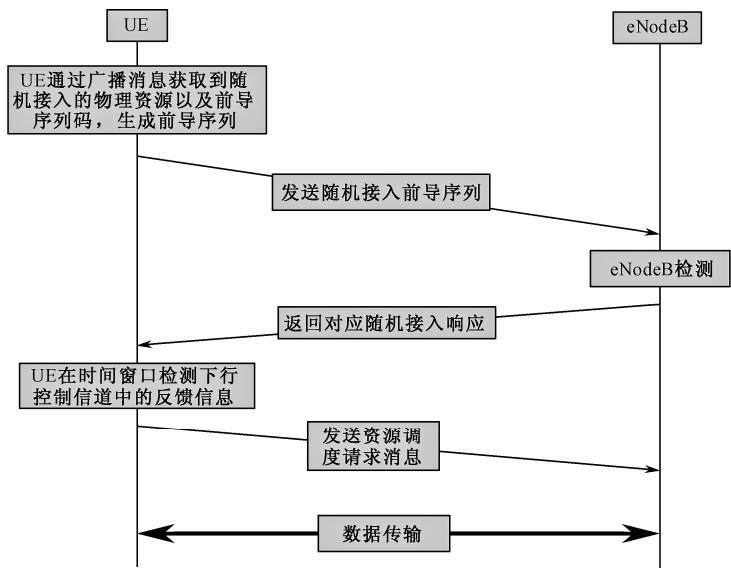 UE
eNodeB
UE通过广播消息获取到随
机接入的物理资源以及前导
序列码，生成前导序列
发送随机接入前导序列
eNodeB检测
返回对应随机接入响应
UE在时间窗口检测下行
控制信道中的反馈信息
发送资源调
度请求消息
数据传输